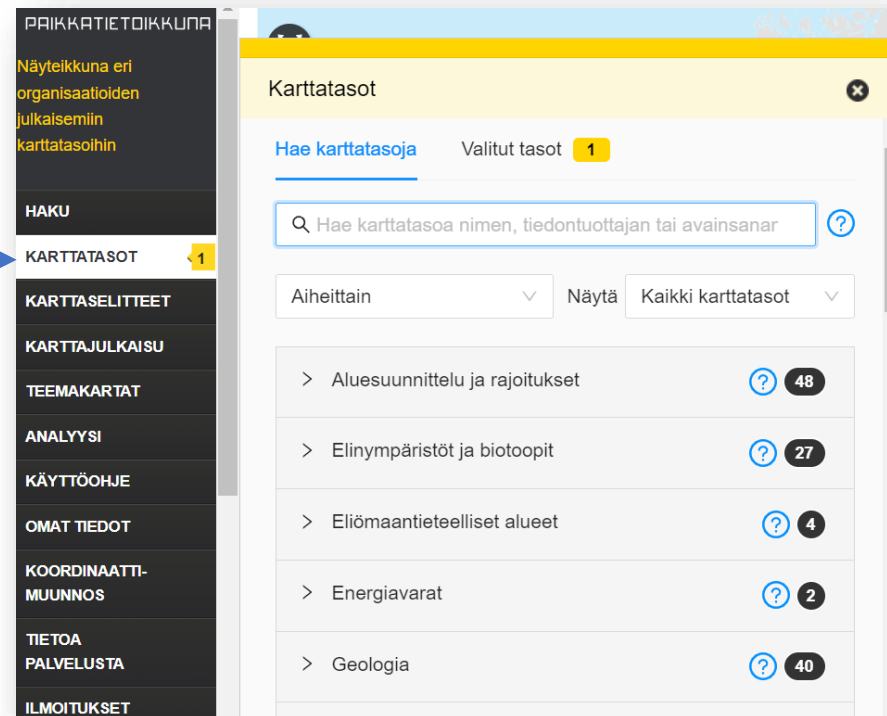 PAIKKATIETOIKKUNA
Näyteikkuna eri
organisaatioiden
julkaisemiin
karttatasoihin
HAKU
KARTTATASOT 1
KARTTASELITTEET
KARTTAJULKAISU
TEEMAKARTAT
ANALYYSI
KÄYTTÖOHJE
OMAT TIEDOT
KOORDINAATTI-
MUUNNOS
TIETOA
PALVELUSTA
ILMOITUKSET
Karttatasot
Hae karttatasoja Valitut tasot 1
Hae karttatasoa nimen, tiedontuottajan tai avainsanar ?
Aiheittain Näytä Kaikki karttatasot
Aluesuunnittelu ja rajoitukset ? 48
Elinympäristöt ja biotoopit ? 27
Eliömaantieteelliset alueet ? 4
Energiavarat ? 2
Geologia ? 40